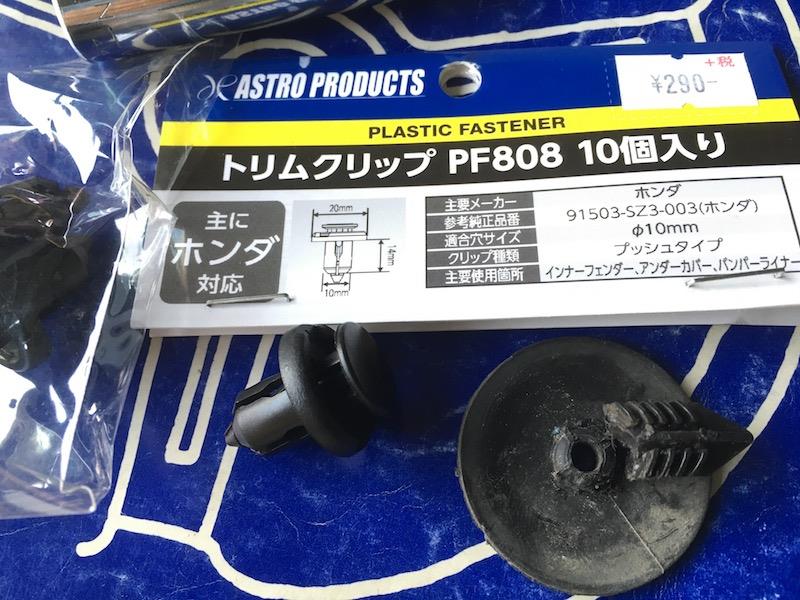 ASTRO PRODUCTS
+税
¥290-
PLASTIC FASTENER
トリムクリップ PF808 10個入り
主に
ホンダ
対応
20mm
14mm
10mm
主要メーカー ホンダ
参考純正品番 91503-SZ3-003(ホンダ)
適合穴サイズ φ10mm
クリップ種類 プッシュタイプ
主要使用箇所 インナーフェンダー、アンダーカバー、バンパーライナー